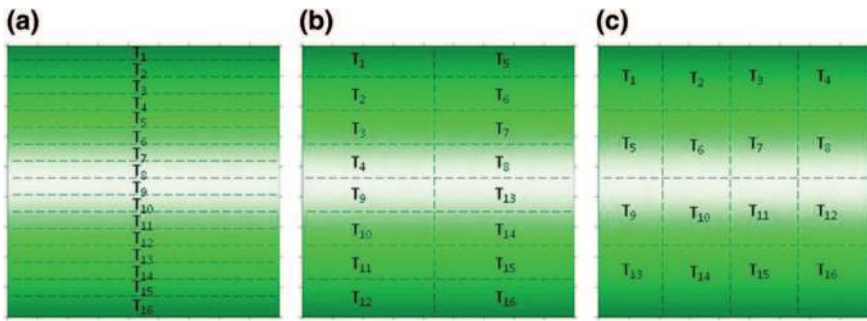 (a) (b) (c)
T₁
T₂
T₃
T₄
T₅
T₆
T₇
T₈
T₉
T₁₀
T₁₁
T₁₂
T₁₃
T₁₄
T₁₅
T₁₆
T₁ T₅
T₂ T₆
T₃ T₇
T₄ T₈
T₉ T₁₃
T₁₀ T₁₄
T₁₁ T₁₅
T₁₂ T₁₆
T₁ T₂ T₃ T₄
T₅ T₆ T₇ T₈
T₉ T₁₀ T₁₁ T₁₂
T₁₃ T₁₄ T₁₅ T₁₆